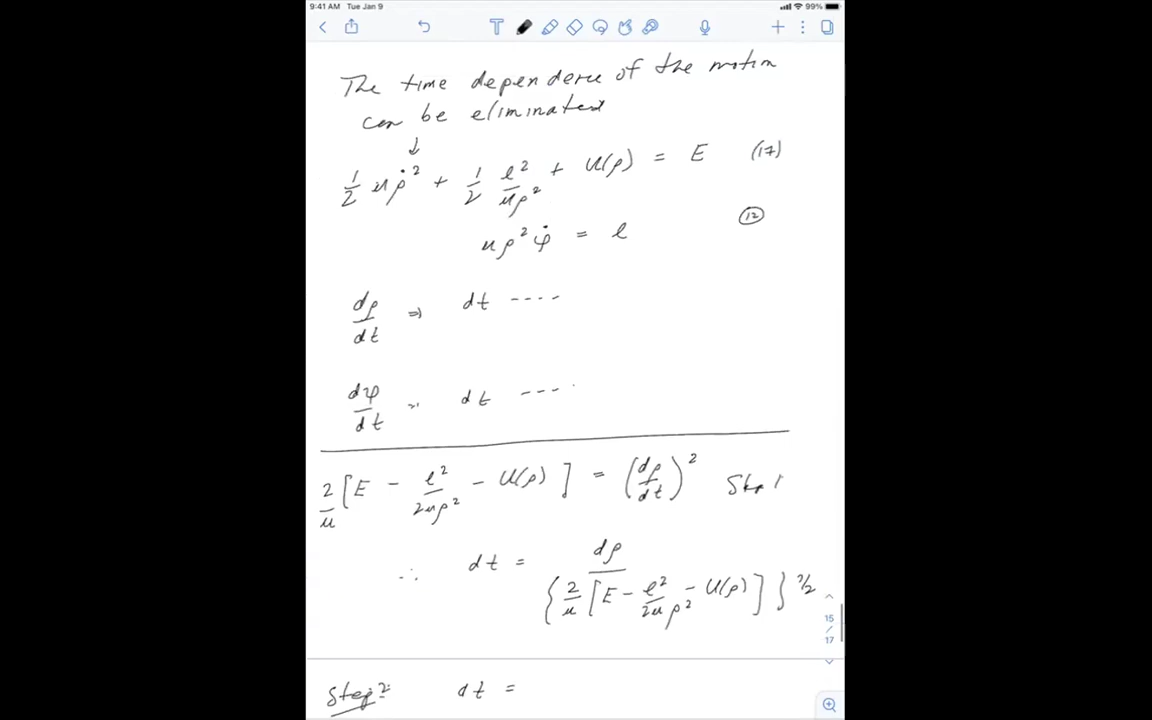 9:41 AM Tue Jan 9
99%
The time dependence of the motion
can be eliminated
↓
1/2 μρ̇² + 1/2 l²/μρ² + U(ρ) = E (17)
μρ²φ̇ = l (12)
dρ/dt ⇒ dt ----
dφ/dt = dt ----
2/μ [E - l²/2μρ² - U(ρ)] = (dρ/dt)² Step 1
∴ dt = dρ / {2/μ [E - l²/2μρ² - U(ρ)]}^1/2
15
/
17
Step 2 dt =